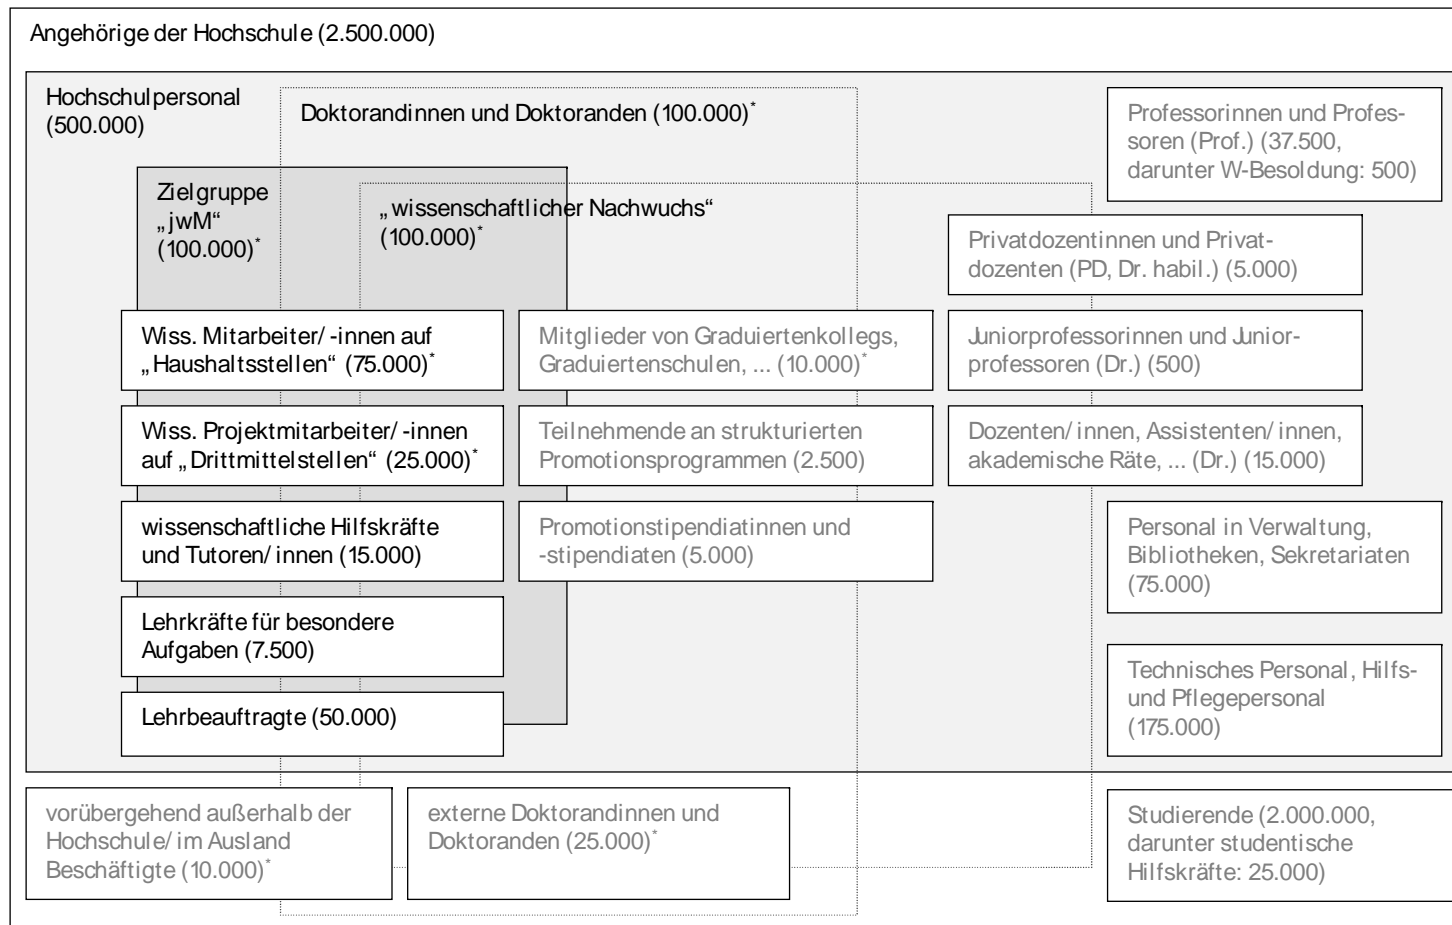 Angehörige der Hochschule (2.500.000)
Hochschulpersonal
(500.000)
Doktorandinnen und Doktoranden (100.000)*
Professorinnen und Profes-
soren (Prof.) (37.500,
darunter W-Besoldung: 500)
Zielgruppe
„jwM“
(100.000)*
„wissenschaftlicher Nachwuchs“
(100.000)*
Privatdozentinnen und Privat-
dozenten (PD, Dr. habil.) (5.000)
Wiss. Mitarbeiter/-innen auf
„Haushaltsstellen“ (75.000)*
Mitglieder von Graduiertenkollegs,
Graduiertenschulen, ... (10.000)*
Juniorprofessorinnen und Junior-
professoren (Dr.) (500)
Wiss. Projektmitarbeiter/-innen
auf „Drittmittelstellen“ (25.000)*
Teilnehmende an strukturierten
Promotionsprogrammen (2.500)
Dozenten/innen, Assistenten/innen,
akademische Räte, ... (Dr.) (15.000)
wissenschaftliche Hilfskräfte
und Tutoren/innen (15.000)
Promotionstipendiatinnen und
-stipendiaten (5.000)
Personal in Verwaltung,
Bibliotheken, Sekretariaten
(75.000)
Lehrkräfte für besondere
Aufgaben (7.500)
Technisches Personal, Hilfs-
und Pflegepersonal
(175.000)
Lehrbeauftragte (50.000)
vorübergehend außerhalb der
Hochschule/im Ausland
Beschäftigte (10.000)*
externe Doktorandinnen und
Doktoranden (25.000)*
Studierende (2.000.000,
darunter studentische
Hilfskräfte: 25.000)